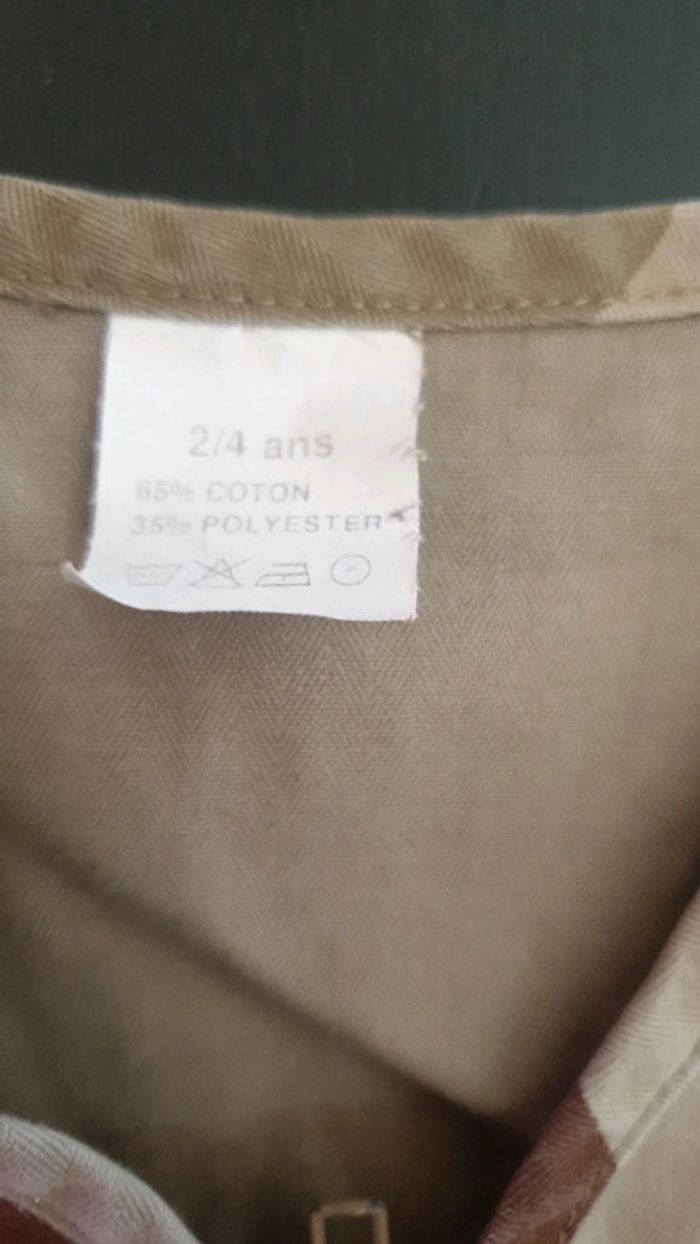 2/4 ans
65% COTON
35% POLYESTER